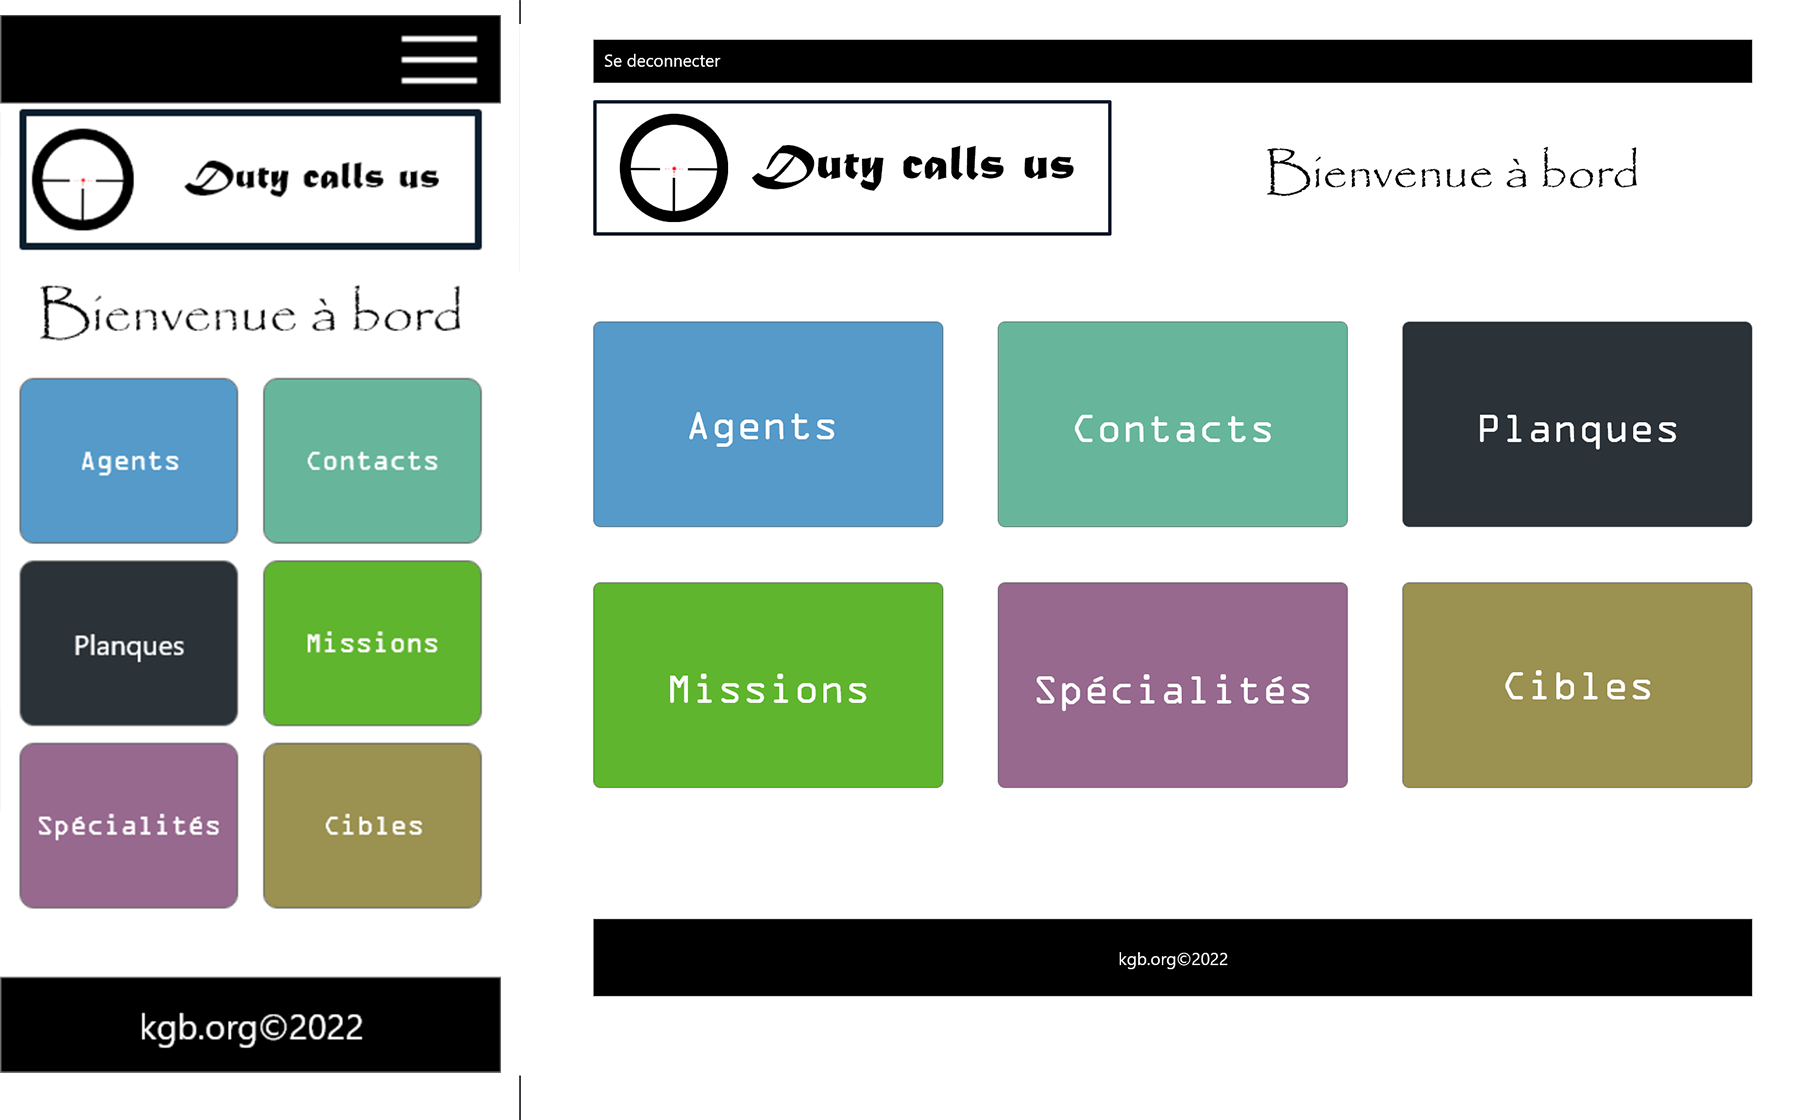 Duty calls us
Bienvenue à bord
Agents
Contacts
Planques
Missions
Spécialités
Cibles
kgb.org©2022
Se deconnecter
Duty calls us
Bienvenue à bord
Agents
Contacts
Planques
Missions
Spécialités
Cibles
kgb.org©2022